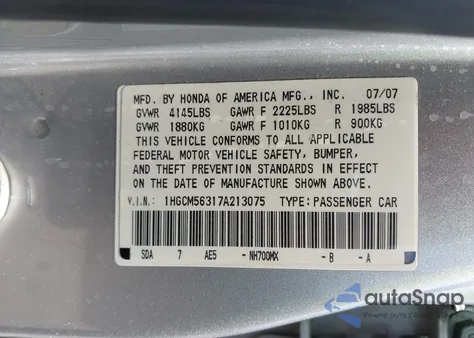 MFD. BY HONDA OF AMERICA MFG., INC. 07/07
GVWR 4145LBS GAWR F 2225LBS R 1985LBS
GVWR 1880KG GAWR F 1010KG R 900KG
THIS VEHICLE CONFORMS TO ALL APPLICABLE
FEDERAL MOTOR VEHICLE SAFETY, BUMPER,
AND THEFT PREVENTION STANDARDS IN EFFECT
ON THE DATE OF MANUFACTURE SHOWN ABOVE.
V.I.N: 1HGCM56317A213075 TYPE: PASSENGER CAR
SDA 7 AE5 -NH700MX -B -A
autoSnap